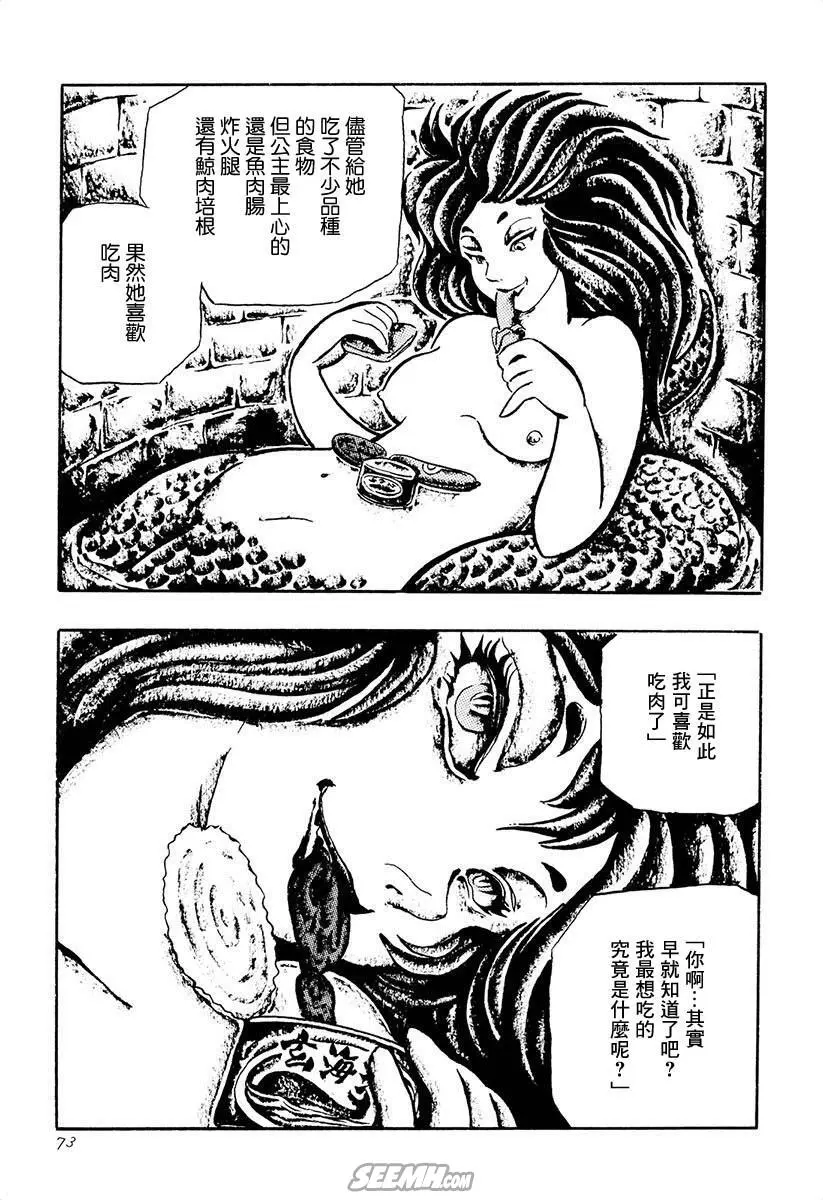 儘管給她
吃了不少品種
的食物
但公主最上心的
還是魚肉腸
炸火腿
還有鯨肉培根
果然她喜歡
吃肉
「正是如此
我可喜歡
吃肉了」
「你啊…其實
早就知道了吧？
我最想吃的
究竟是什麼呢？」
73
SEEMH.COM